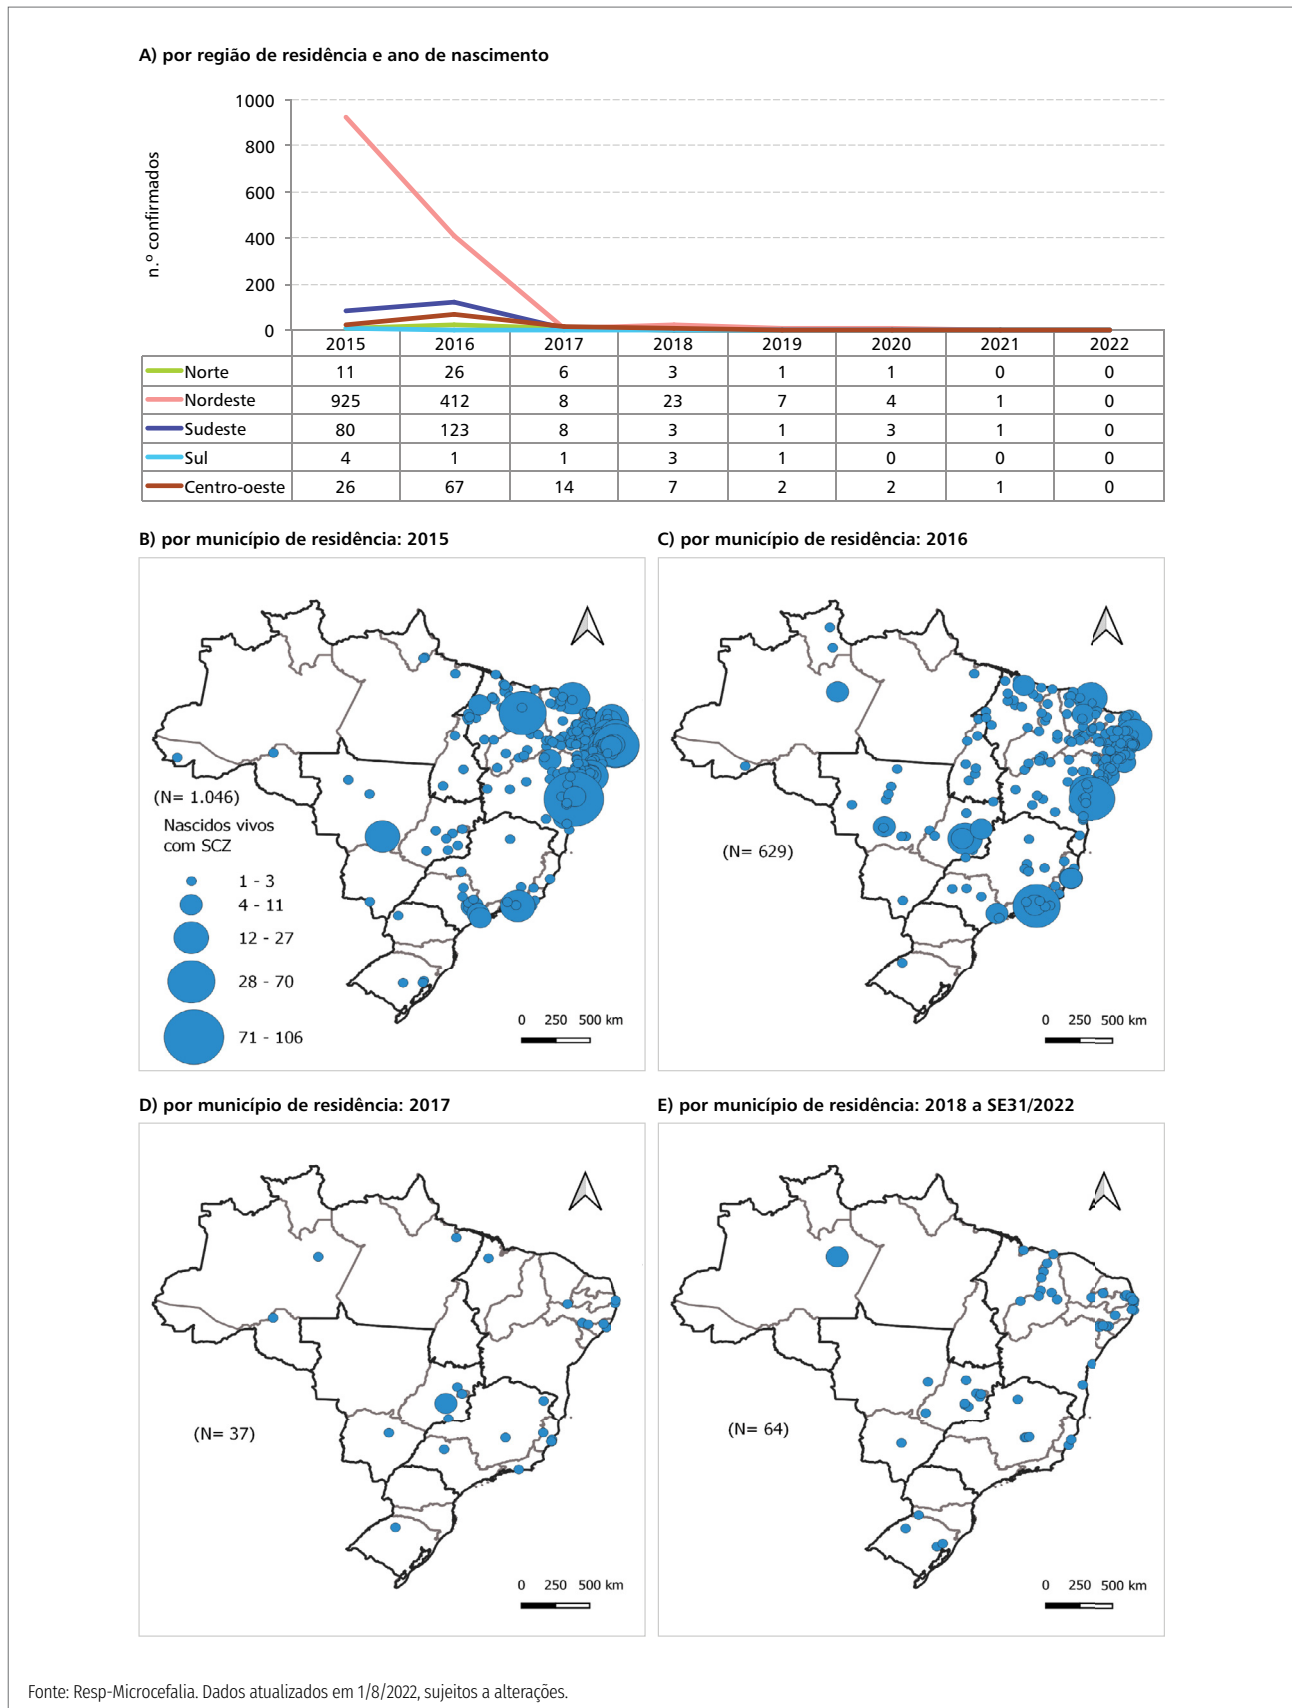 A) por região de residência e ano de nascimento
n.º confirmados
1000
800
600
400
200
0
2015 2016 2017 2018 2019 2020 2021 2022
Norte 11 26 6 3 1 1 0 0
Nordeste 925 412 8 23 7 4 1 0
Sudeste 80 123 8 3 1 3 1 0
Sul 4 1 1 3 1 0 0 0
Centro-oeste 26 67 14 7 2 2 1 0
B) por município de residência: 2015
(N= 1.046)
Nascidos vivos
com SCZ
1 - 3
4 - 11
12 - 27
28 - 70
71 - 106
0 250 500 km
C) por município de residência: 2016
(N= 629)
0 250 500 km
D) por município de residência: 2017
(N= 37)
0 250 500 km
E) por município de residência: 2018 a SE31/2022
(N= 64)
0 250 500 km
Fonte: Resp-Microcefalia. Dados atualizados em 1/8/2022, sujeitos a alterações.